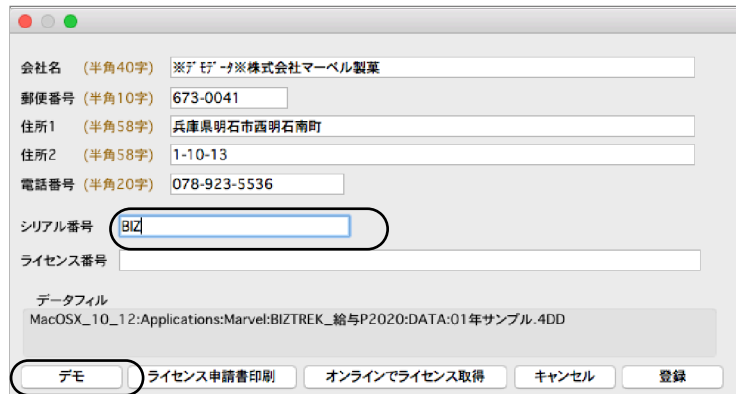 会社名 (半角40字) ※ﾃﾞﾓﾃﾞｰﾀ※株式会社マーベル製菓
郵便番号 (半角10字) 673-0041
住所1 (半角58字) 兵庫県明石市西明石南町
住所2 (半角58字) 1-10-13
電話番号 (半角20字) 078-923-5536
シリアル番号 BIZ
ライセンス番号
データフィル
MacOSX_10_12:Applications:Marvel:BIZTREK_給与P2020:DATA:01年サンプル.4DD
デモ ライセンス申請書印刷 オンラインでライセンス取得 キャンセル 登録